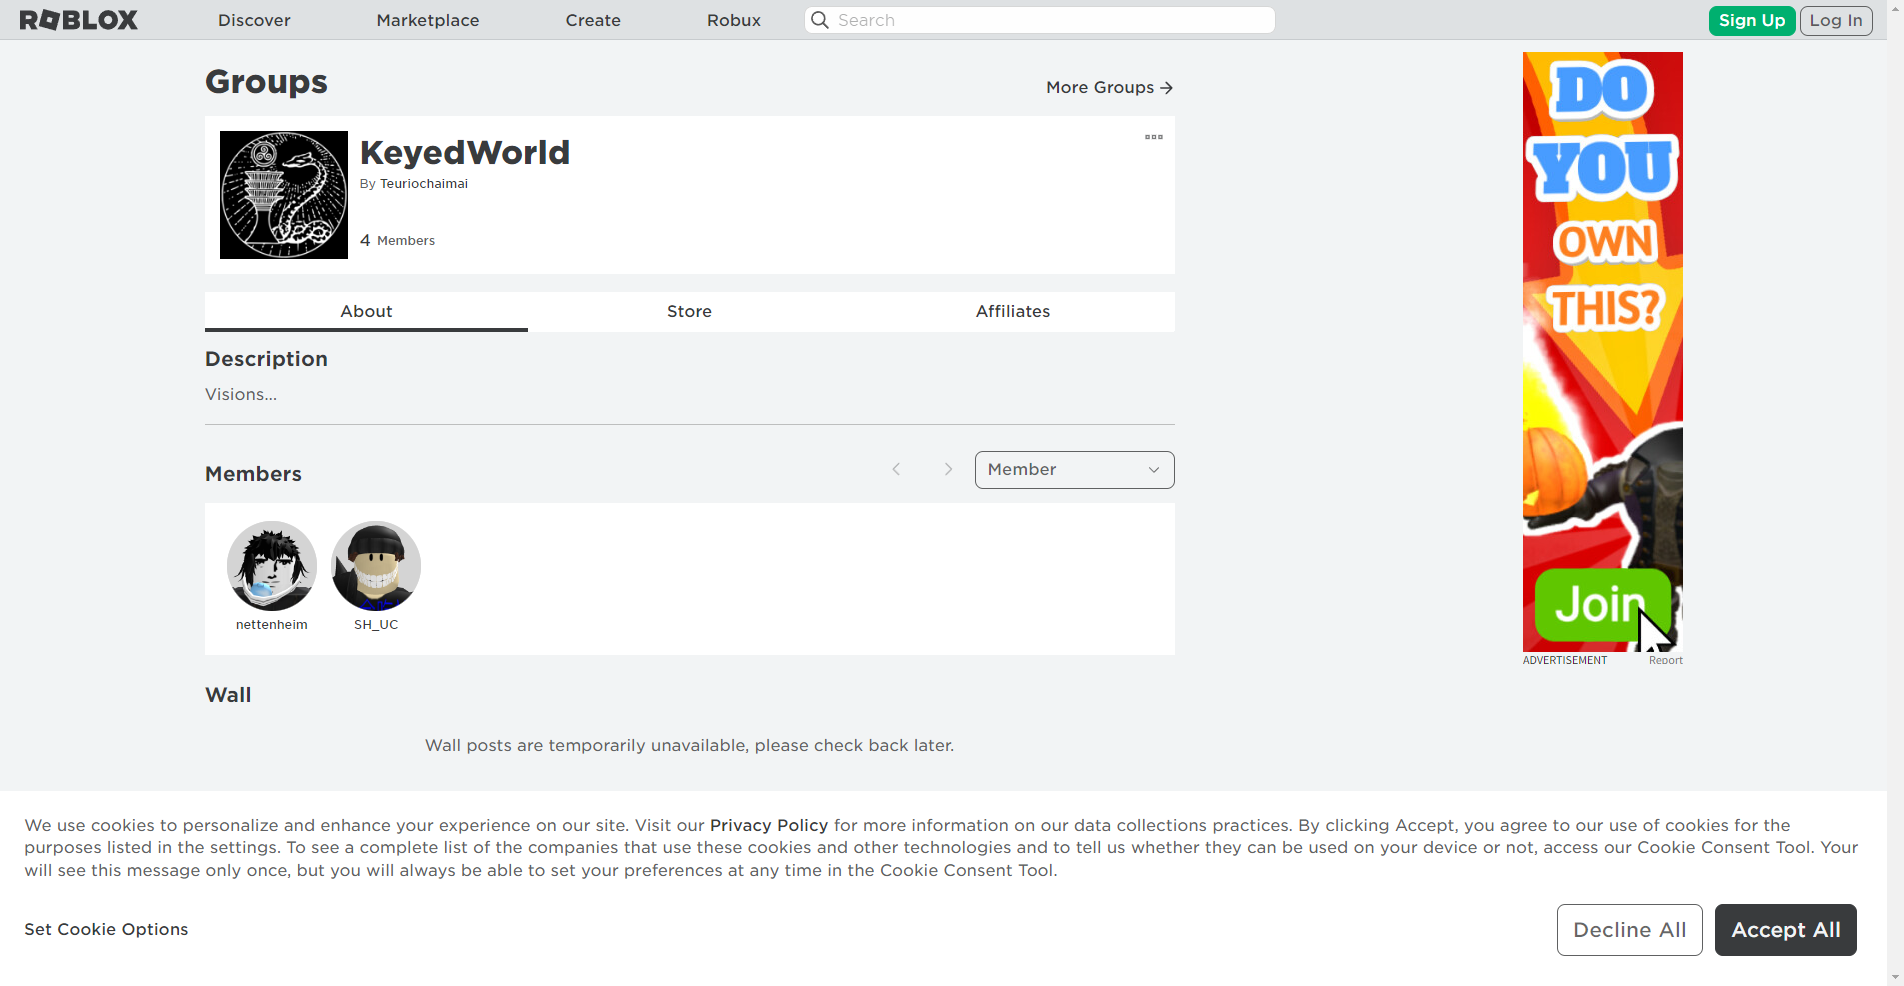 ROBLOX
Discover
Marketplace
Create
Robux
Search
Sign Up
Log In
Groups
More Groups
KeyedWorld
By Teuriochaimai
4 Members
About
Store
Affiliates
Description
Visions...
Members
Member
nettenheim
SH_UC
Wall
Wall posts are temporarily unavailable, please check back later.
DO
YOU
OWN
THIS?
Join
ADVERTISEMENT
Report
We use cookies to personalize and enhance your experience on our site. Visit our Privacy Policy for more information on our data collections practices. By clicking Accept, you agree to our use of cookies for the
purposes listed in the settings. To see a complete list of the companies that use these cookies and other technologies and to tell us whether they can be used on your device or not, access our Cookie Consent Tool. Your
will see this message only once, but you will always be able to set your preferences at any time in the Cookie Consent Tool.
Set Cookie Options
Decline All
Accept All